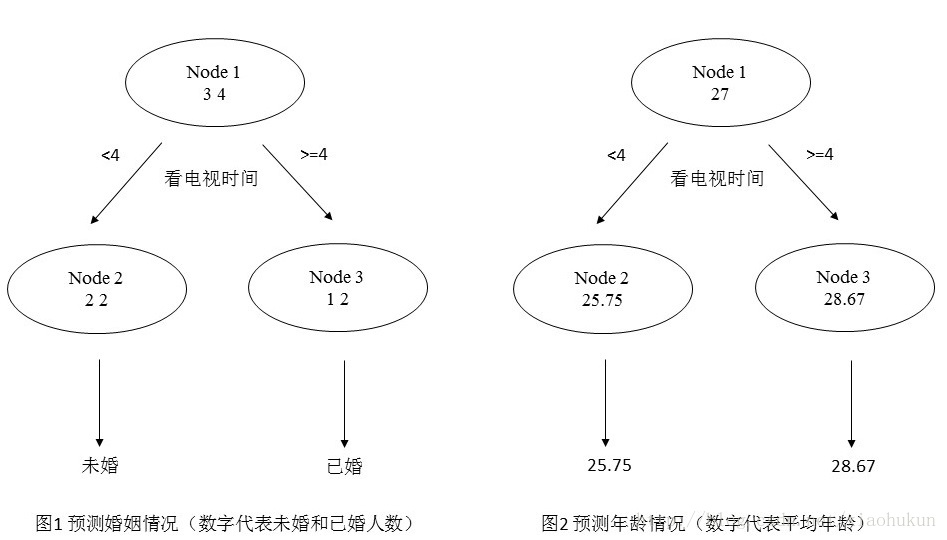 Node 1
3 4
<4
>=4
看电视时间
Node 2
2 2
Node 3
1 2
未婚
已婚
图1 预测婚姻情况（数字代表未婚和已婚人数）
Node 1
27
<4
>=4
看电视时间
Node 2
25.75
Node 3
28.67
25.75
28.67
图2 预测年龄情况（数字代表平均年龄）